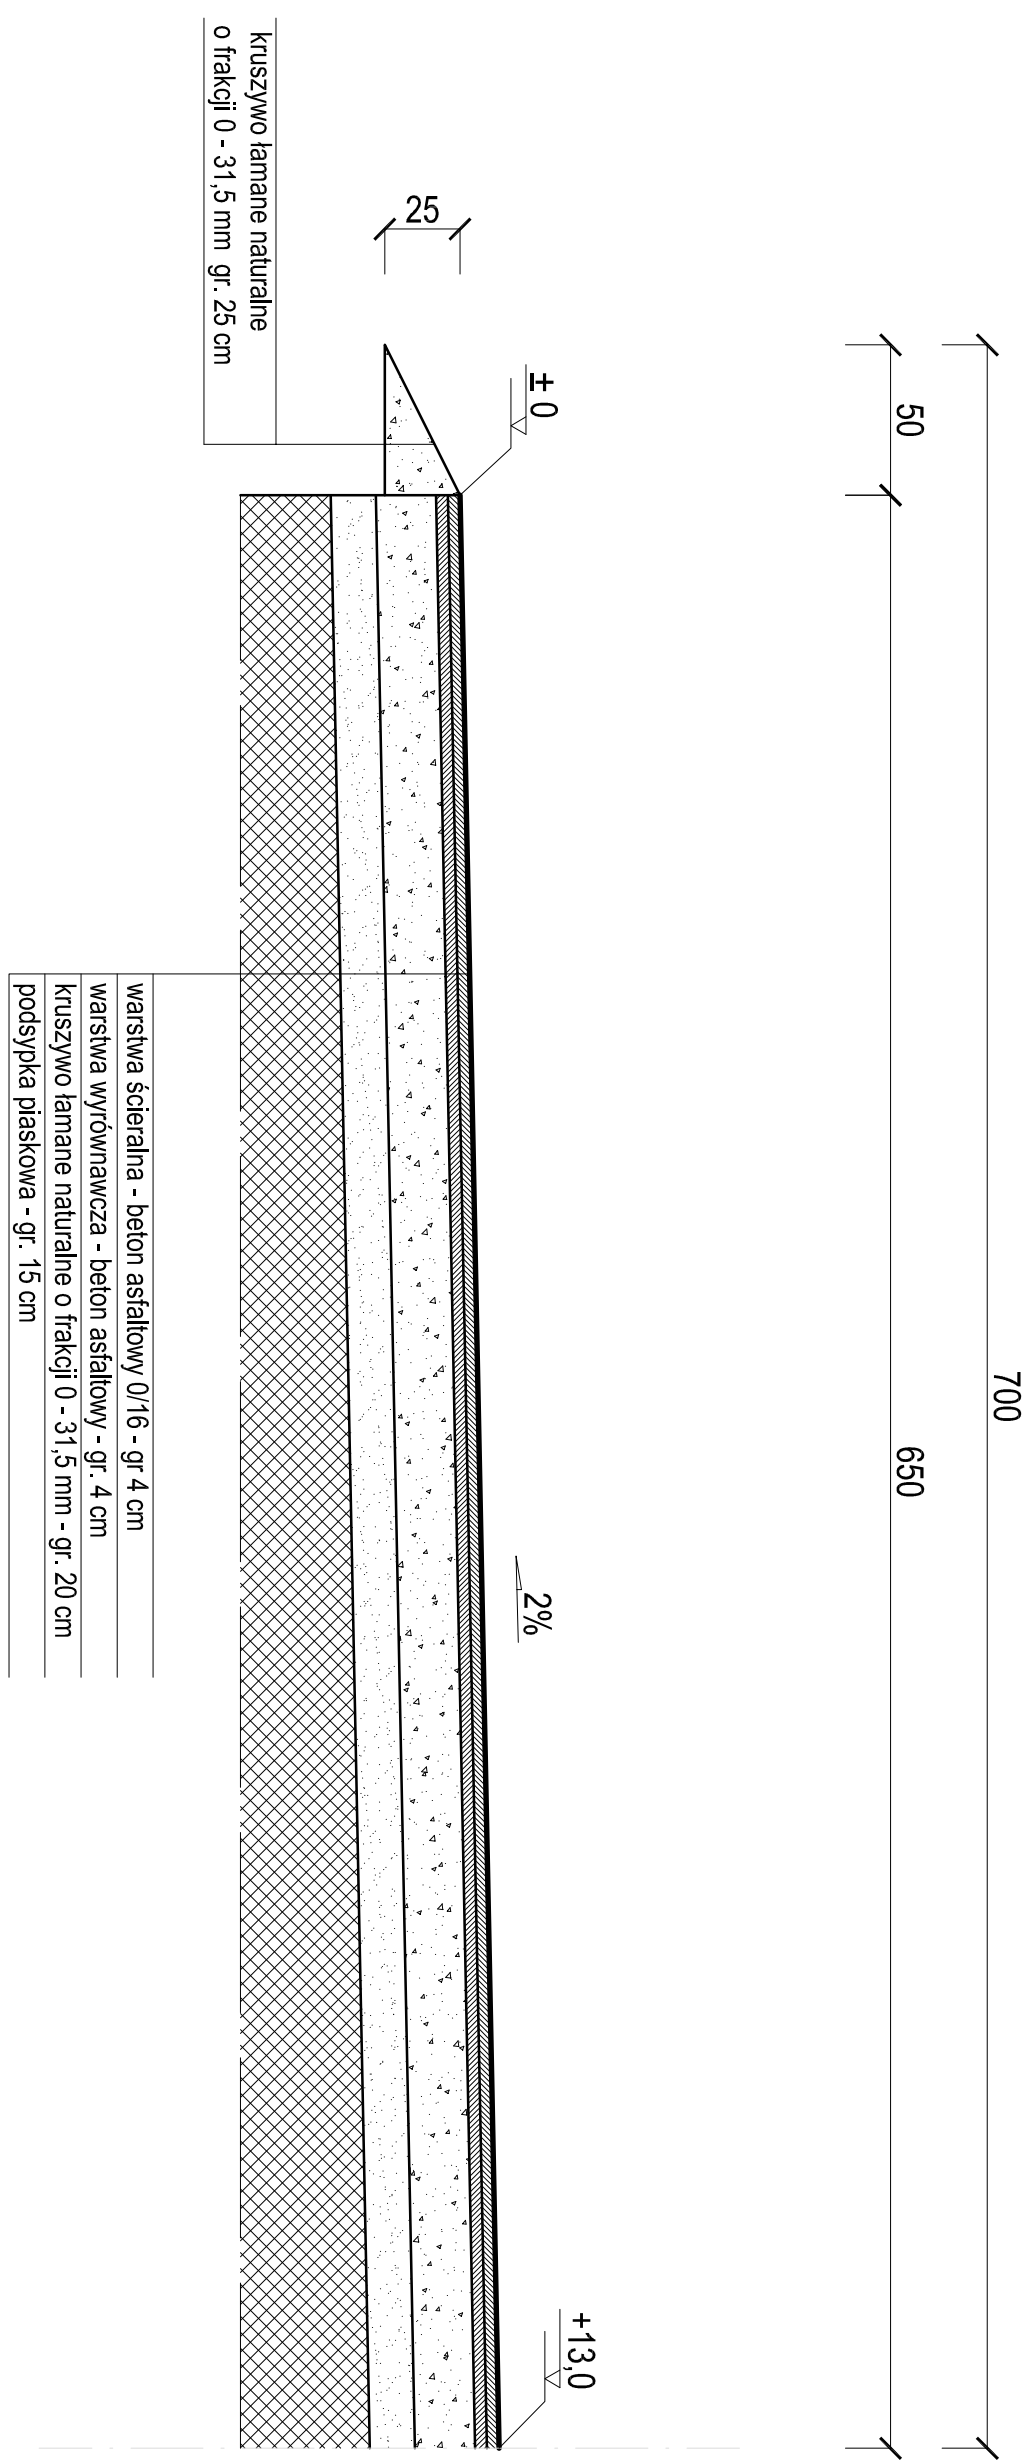 700
50
650
25
± 0
2%
+13,0
kruszywo łamane naturalne
o frakcji 0 - 31,5 mm gr. 25 cm
warstwa ścieralna - beton asfaltowy 0/16 - gr 4 cm
warstwa wyrównawcza - beton asfaltowy - gr. 4 cm
kruszywo łamane naturalne o frakcji 0 - 31,5 mm - gr. 20 cm
podsypka piaskowa - gr. 15 cm